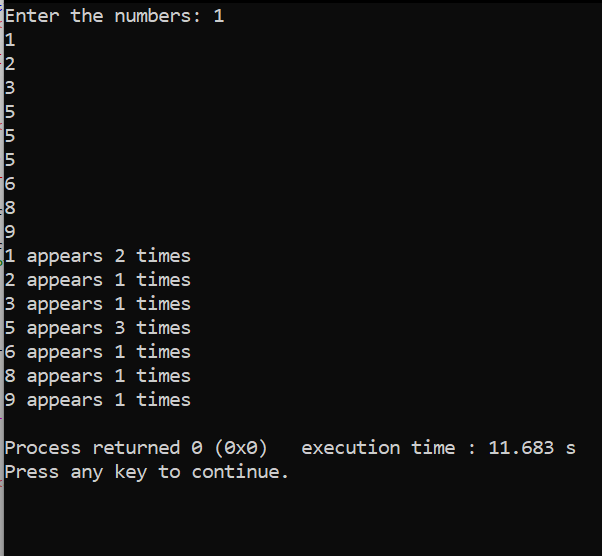 Enter the numbers: 1
1
2
3
5
5
5
6
8
9
1 appears 2 times
2 appears 1 times
3 appears 1 times
5 appears 3 times
6 appears 1 times
8 appears 1 times
9 appears 1 times
Process returned 0 (0x0)   execution time : 11.683 s
Press any key to continue.